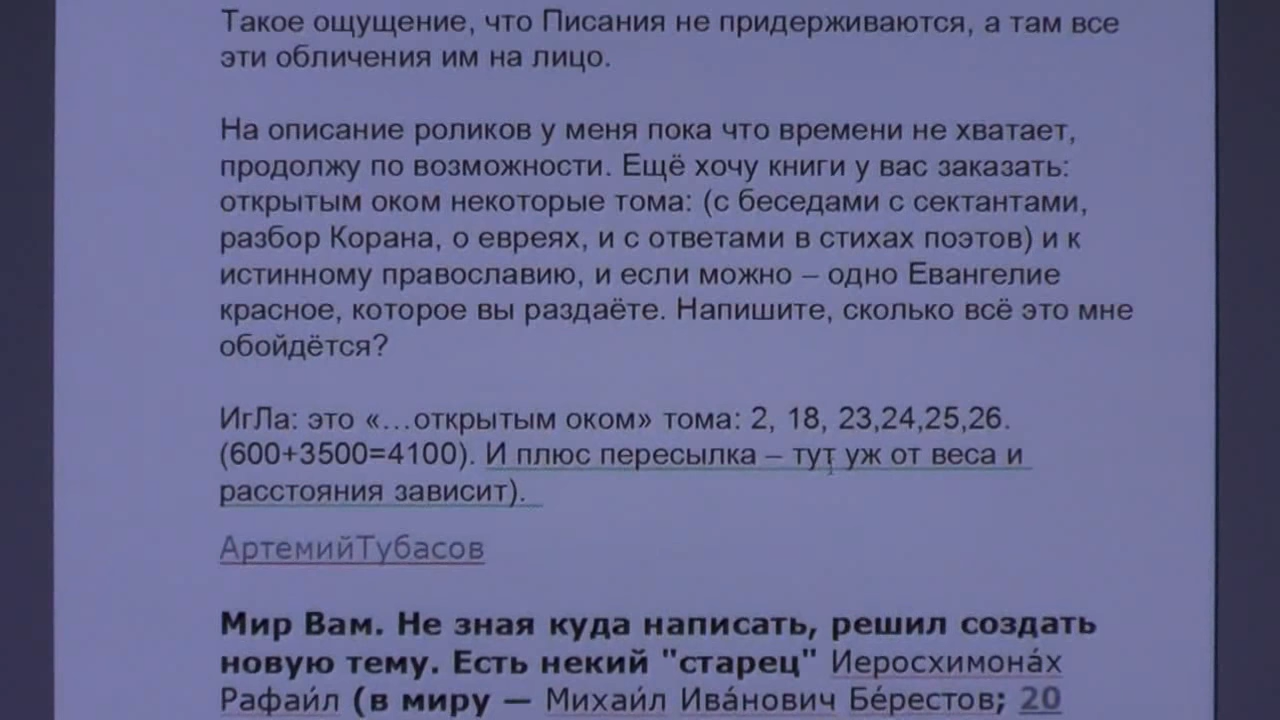 Такое ощущение, что Писания не придерживаются, а там все
эти обличения им на лицо.
На описание роликов у меня пока что времени не хватает,
продолжу по возможности. Ещё хочу книги у вас заказать:
открытым оком некоторые тома: (с беседами с сектантами,
разбор Корана, о евреях, и с ответами в стихах поэтов) и к
истинному православию, и если можно – одно Евангелие
красное, которое вы раздаёте. Напишите, сколько всё это мне
обойдётся?
ИгЛа: это «…открытым оком» тома: 2, 18, 23,24,25,26.
(600+3500=4100). И плюс пересылка – тут уж от веса и
расстояния зависит).
АртемийТубасов
Мир Вам. Не зная куда написать, решил создать
новую тему. Есть некий "старец" Иеросхимона́х
Рафаи́л (в миру — Михаи́л Ива́нович Бе́рестов; 20